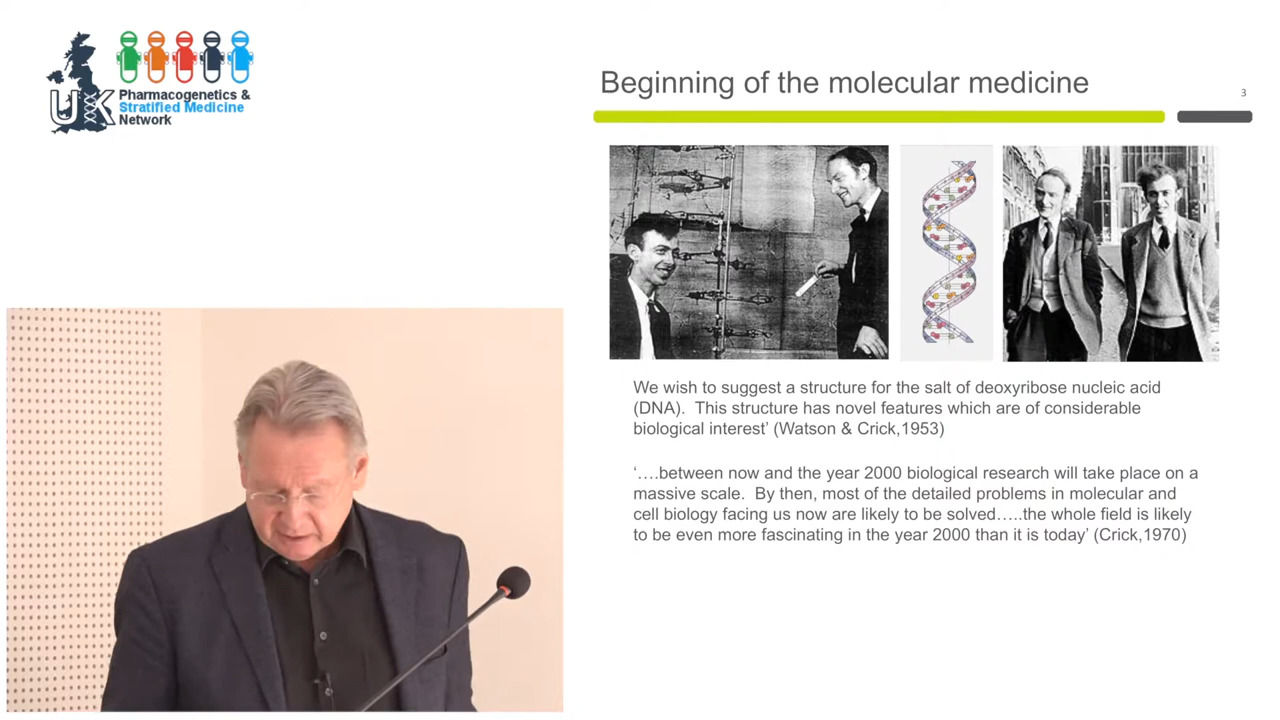 UK
Pharmacogenetics &
Stratified Medicine
Network
Beginning of the molecular medicine
3
We wish to suggest a structure for the salt of deoxyribose nucleic acid
(DNA).  This structure has novel features which are of considerable
biological interest’ (Watson & Crick,1953)
‘….between now and the year 2000 biological research will take place on a
massive scale.  By then, most of the detailed problems in molecular and
cell biology facing us now are likely to be solved…..the whole field is likely
to be even more fascinating in the year 2000 than it is today’ (Crick,1970)